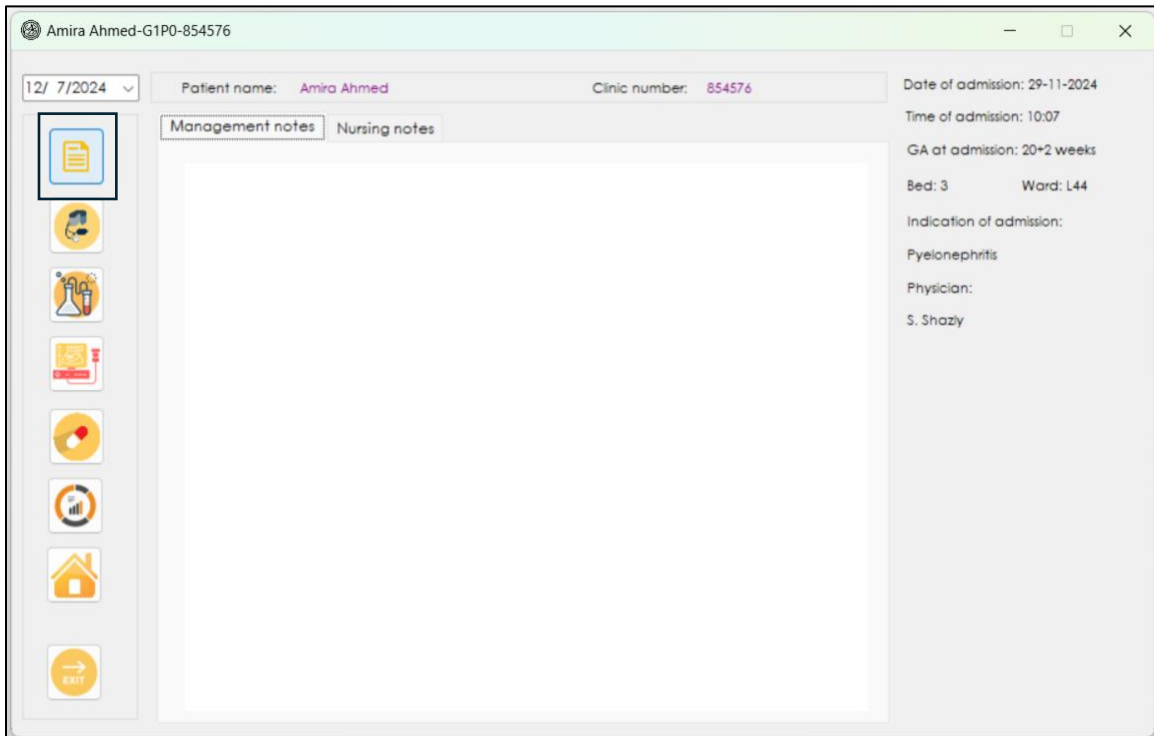 Amira Ahmed-G1P0-854576
12/ 7/2024
Patient name: Amira Ahmed Clinic number: 854576
Management notes Nursing notes
Date of admission: 29-11-2024
Time of admission: 10:07
GA at admission: 20+2 weeks
Bed: 3 Ward: L44
Indication of admission:
Pyelonephritis
Physician:
S. Shazly
EXIT